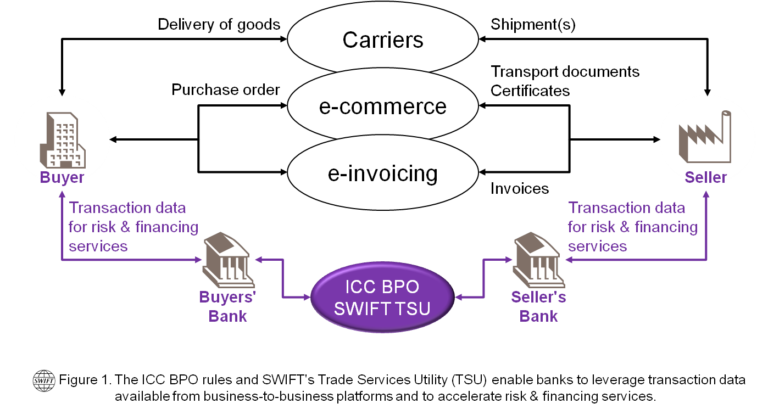 Delivery of goods
Carriers
Shipment(s)
Purchase order
e-commerce
Transport documents
Certificates
e-invoicing
Invoices
Buyer
Seller
Transaction data
for risk & financing
services
Transaction data
for risk & financing
services
Buyers'
Bank
ICC BPO
SWIFT TSU
Seller's
Bank
SWIFT
Figure 1. The ICC BPO rules and SWIFT's Trade Services Utility (TSU) enable banks to leverage transaction data
available from business-to-business platforms and to accelerate risk & financing services.